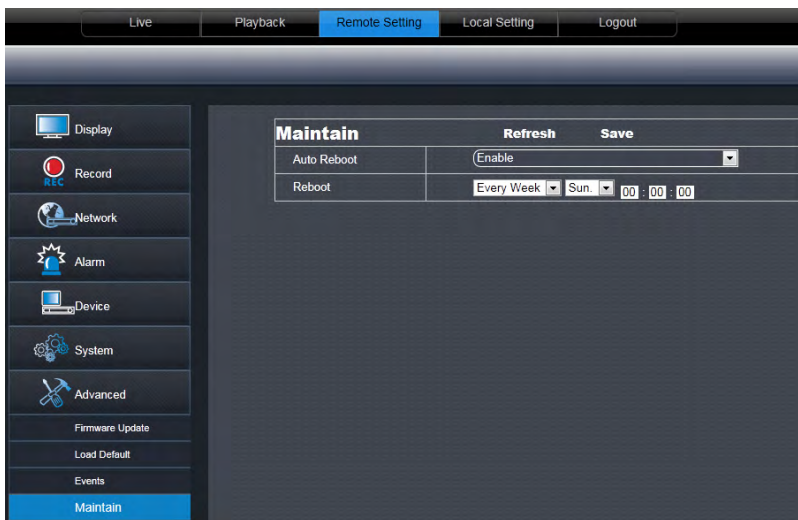 Live Playback Remote Setting Local Setting Logout
Display
REC Record
Network
Alarm
Device
System
Advanced
Firmware Update
Load Default
Events
Maintain
Maintain Refresh Save
Auto Reboot Enable
Reboot Every Week Sun. 00 : 00 : 00